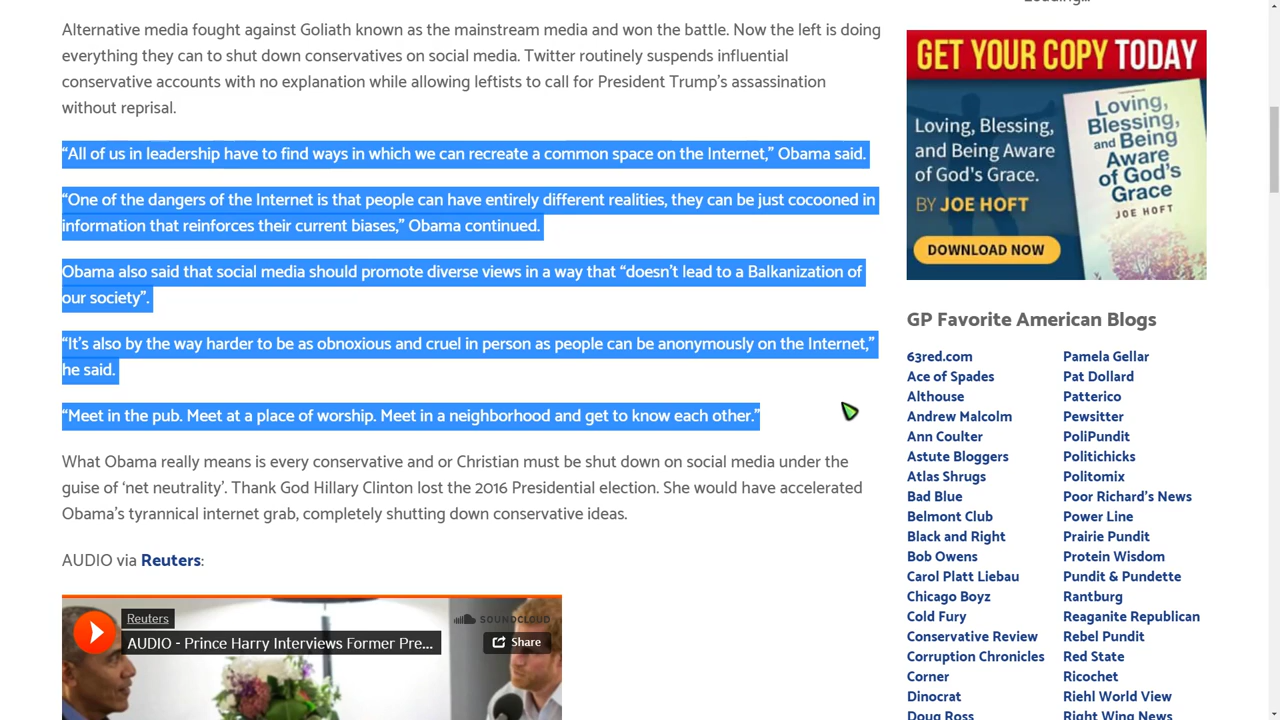 Alternative media fought against Goliath known as the mainstream media and won the battle. Now the left is doing
everything they can to shut down conservatives on social media. Twitter routinely suspends influential
conservative accounts with no explanation while allowing leftists to call for President Trump's assassination
without reprisal.
“All of us in leadership have to find ways in which we can recreate a common space on the Internet,” Obama said.
“One of the dangers of the Internet is that people can have entirely different realities, they can be just cocooned in
information that reinforces their current biases,” Obama continued.
Obama also said that social media should promote diverse views in a way that “doesn't lead to a Balkanization of
our society”.
“It's also by the way harder to be as obnoxious and cruel in person as people can be anonymously on the Internet,”
he said.
“Meet in the pub. Meet at a place of worship. Meet in a neighborhood and get to know each other.”
What Obama really means is every conservative and or Christian must be shut down on social media under the
guise of ‘net neutrality’. Thank God Hillary Clinton lost the 2016 Presidential election. She would have accelerated
Obama's tyrannical internet grab, completely shutting down conservative ideas.
AUDIO via Reuters:
Reuters
SOUNDCLOUD
AUDIO - Prince Harry Interviews Former Pre...
Share
Loading...
GET YOUR COPY TODAY
Loving, Blessing,
and Being Aware
of God's Grace.
BY JOE HOFT
DOWNLOAD NOW
Loving,
Blessing,
and Being
Aware
of God's
Grace
JOE HOFT
GP Favorite American Blogs
63red.com
Ace of Spades
Althouse
Andrew Malcolm
Ann Coulter
Astute Bloggers
Atlas Shrugs
Bad Blue
Belmont Club
Black and Right
Bob Owens
Carol Platt Liebau
Chicago Boyz
Cold Fury
Conservative Review
Corruption Chronicles
Corner
Dinocrat
Doug Ross
Pamela Gellar
Pat Dollard
Patterico
Pewsitter
PoliPundit
Politichicks
Politomix
Poor Richard's News
Power Line
Prairie Pundit
Protein Wisdom
Pundit & Pundette
Rantburg
Reaganite Republican
Rebel Pundit
Red State
Ricochet
Riehl World View
Right Wing News